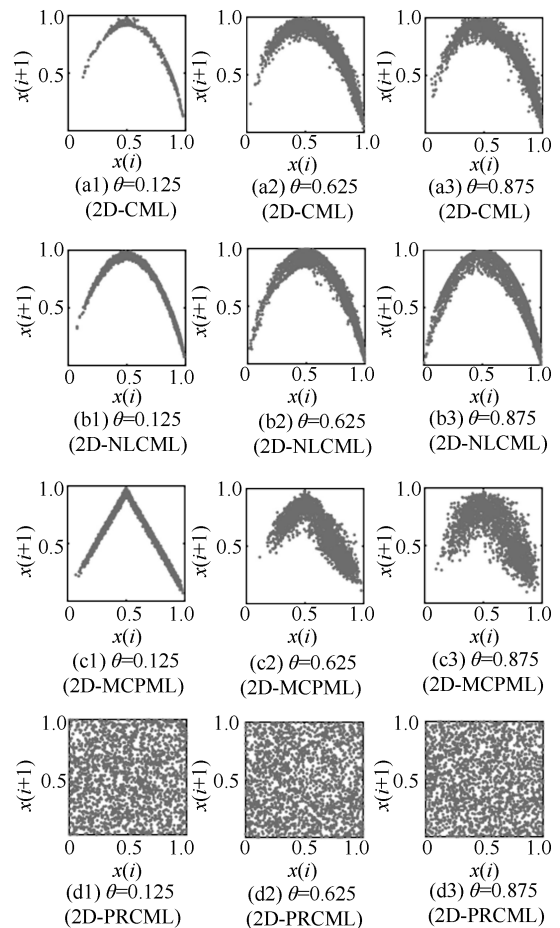 1.0 1.0 1.0
x(i+1) x(i+1) x(i+1)
0.5 0.5 0.5
0 0.5 1.0 0 0.5 1.0 0 0.5 1.0
x(i) x(i) x(i)
(a1) θ=0.125 (a2) θ=0.625 (a3) θ=0.875
(2D-CML) (2D-CML) (2D-CML)
1.0 1.0 1.0
x(i+1) x(i+1) x(i+1)
0.5 0.5 0.5
0 0.5 1.0 0 0.5 1.0 0 0.5 1.0
x(i) x(i) x(i)
(b1) θ=0.125 (b2) θ=0.625 (b3) θ=0.875
(2D-NLCML) (2D-NLCML) (2D-NLCML)
1.0 1.0 1.0
x(i+1) x(i+1) x(i+1)
0.5 0.5 0.5
0 0.5 1.0 0 0.5 1.0 0 0.5 1.0
x(i) x(i) x(i)
(c1) θ=0.125 (c2) θ=0.625 (c3) θ=0.875
(2D-MCPML) (2D-MCPML) (2D-MCPML)
1.0 1.0 1.0
x(i+1) x(i+1) x(i+1)
0.5 0.5 0.5
0 0.5 1.0 0 0.5 1.0 0 0.5 1.0
x(i) x(i) x(i)
(d1) θ=0.125 (d2) θ=0.625 (d3) θ=0.875
(2D-PRCML) (2D-PRCML) (2D-PRCML)